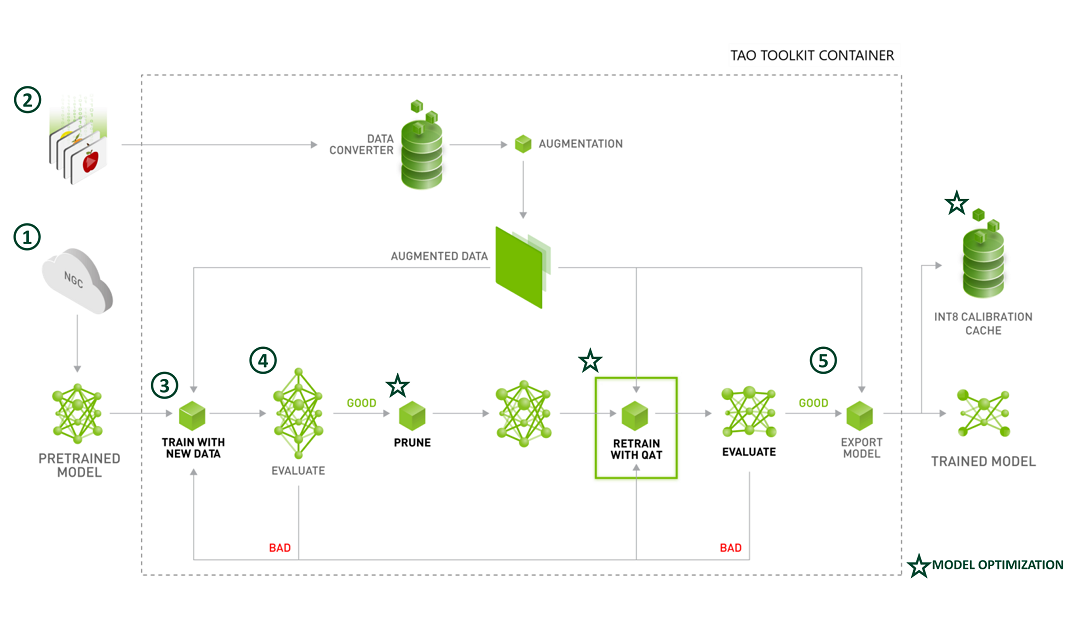 TAO TOOLKIT CONTAINER
2
DATA
CONVERTER
AUGMENTATION
1
NGC
AUGMENTED DATA
INT8 CALIBRATION
CACHE
3
4
5
GOOD
GOOD
PRETRAINED
MODEL
TRAIN WITH
NEW DATA
EVALUATE
PRUNE
RETRAIN
WITH QAT
EVALUATE
EXPORT
MODEL
TRAINED MODEL
BAD
BAD
MODEL OPTIMIZATION